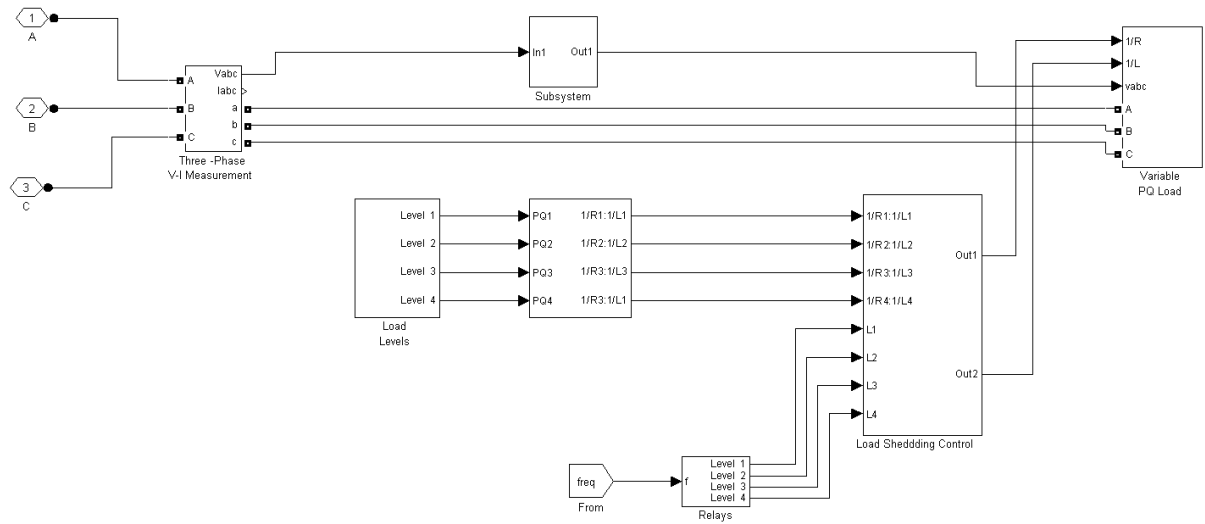 1
A
2
B
3
C
A
B
C
Vabc
Iabc
a
b
c
Three -Phase
V-I Measurement
In1
Out1
Subsystem
1/R
1/L
vabc
A
B
C
Variable
PQ Load
Level 1
Level 2
Level 3
Level 4
Load
Levels
PQ1
PQ2
PQ3
PQ4
1/R1:1/L1
1/R2:1/L2
1/R3:1/L3
1/R3:1/L1
1/R1:1/L1
1/R2:1/L2
1/R3:1/L3
1/R4:1/L4
L1
L2
L3
L4
Out1
Out2
Load Sheddding Control
freq
From
f
Level 1
Level 2
Level 3
Level 4
Relays